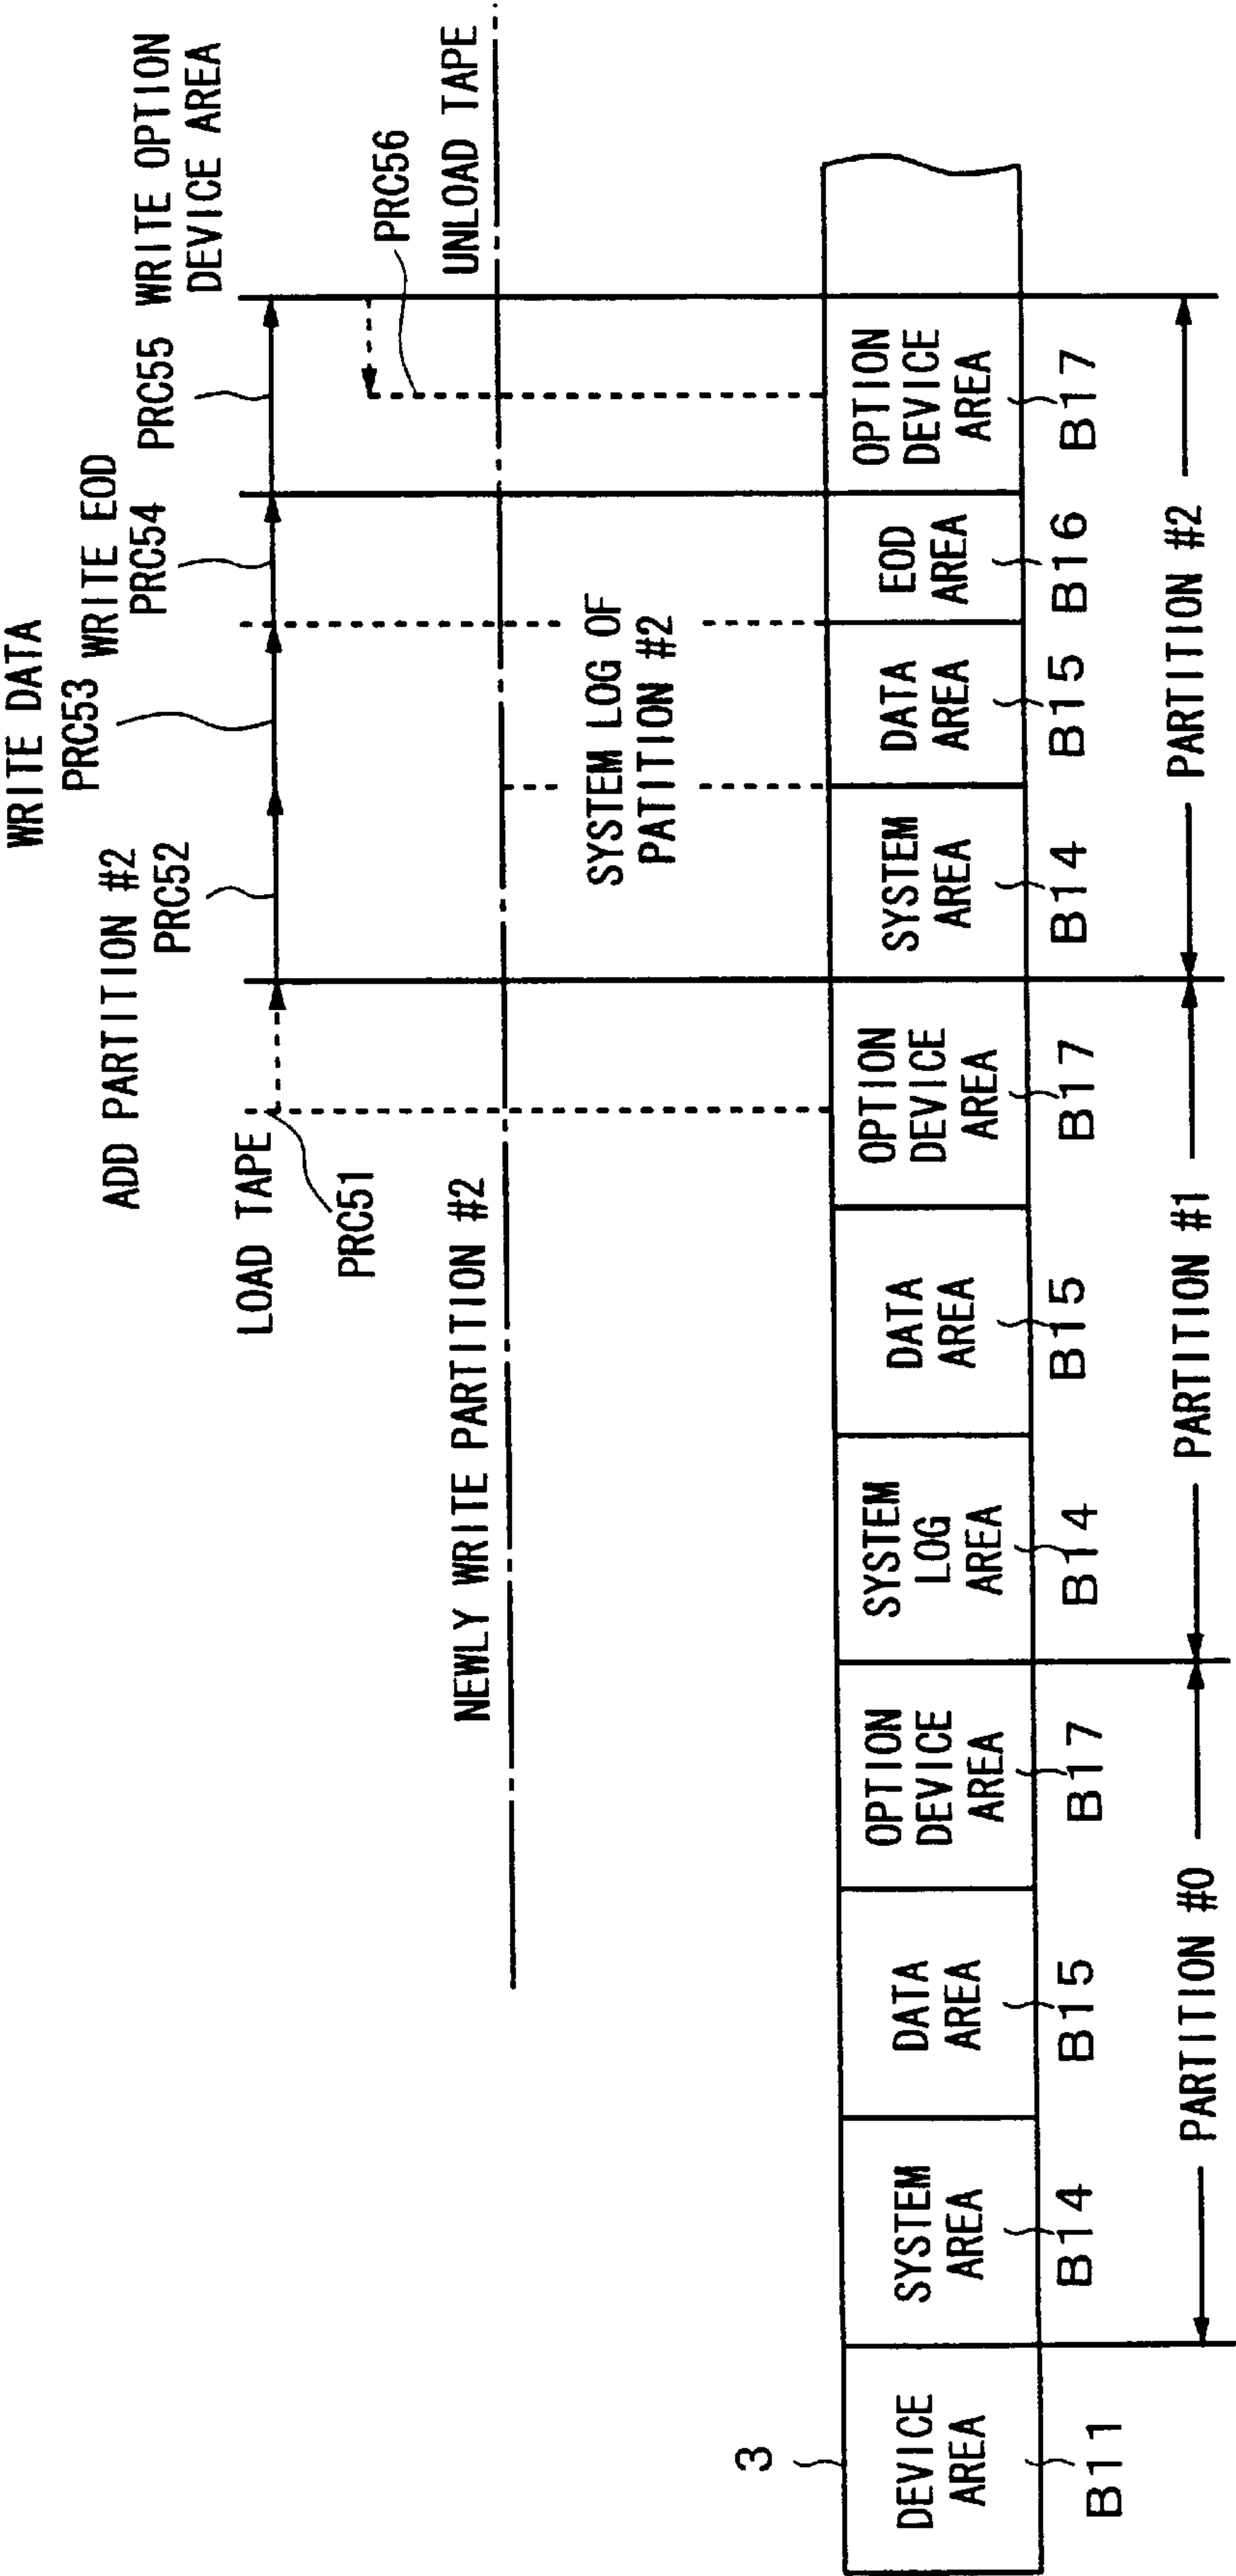 WRITE DATA
PRC53
WRITE EOD
PRC54
PRC55
WRITE OPTION
DEVICE AREA
ADD PARTITION #2
PRC52
LOAD TAPE
PRC51
PRC56
UNLOAD TAPE
NEWLY WRITE PARTITION #2
SYSTEM LOG OF
PATITION #2
3
DEVICE
AREA
B11
SYSTEM
AREA
B14
DATA
AREA
B15
OPTION
DEVICE
AREA
B17
SYSTEM
LOG
AREA
B14
DATA
AREA
B15
OPTION
DEVICE
AREA
B17
SYSTEM
AREA
B14
DATA
AREA
B15
EOD
AREA
B16
OPTION
DEVICE
AREA
B17
PARTITION #0
PARTITION #1
PARTITION #2